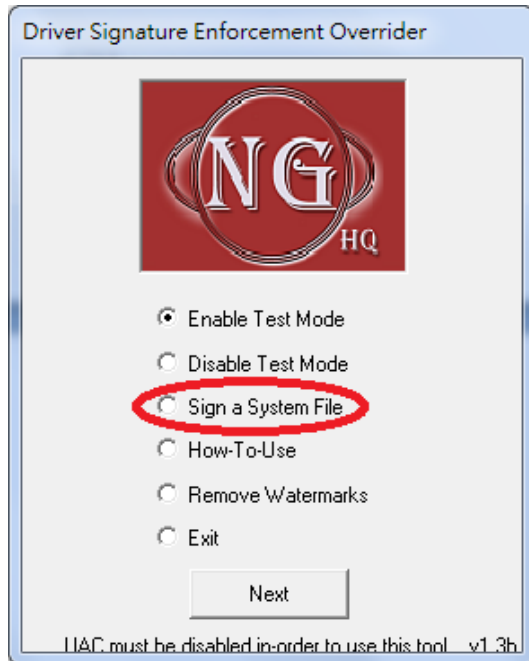 Driver Signature Enforcement Overrider
NG
HQ
Enable Test Mode
Disable Test Mode
Sign a System File
How-To-Use
Remove Watermarks
Exit
Next
UAC must be disabled in-order to use this tool v1.3b